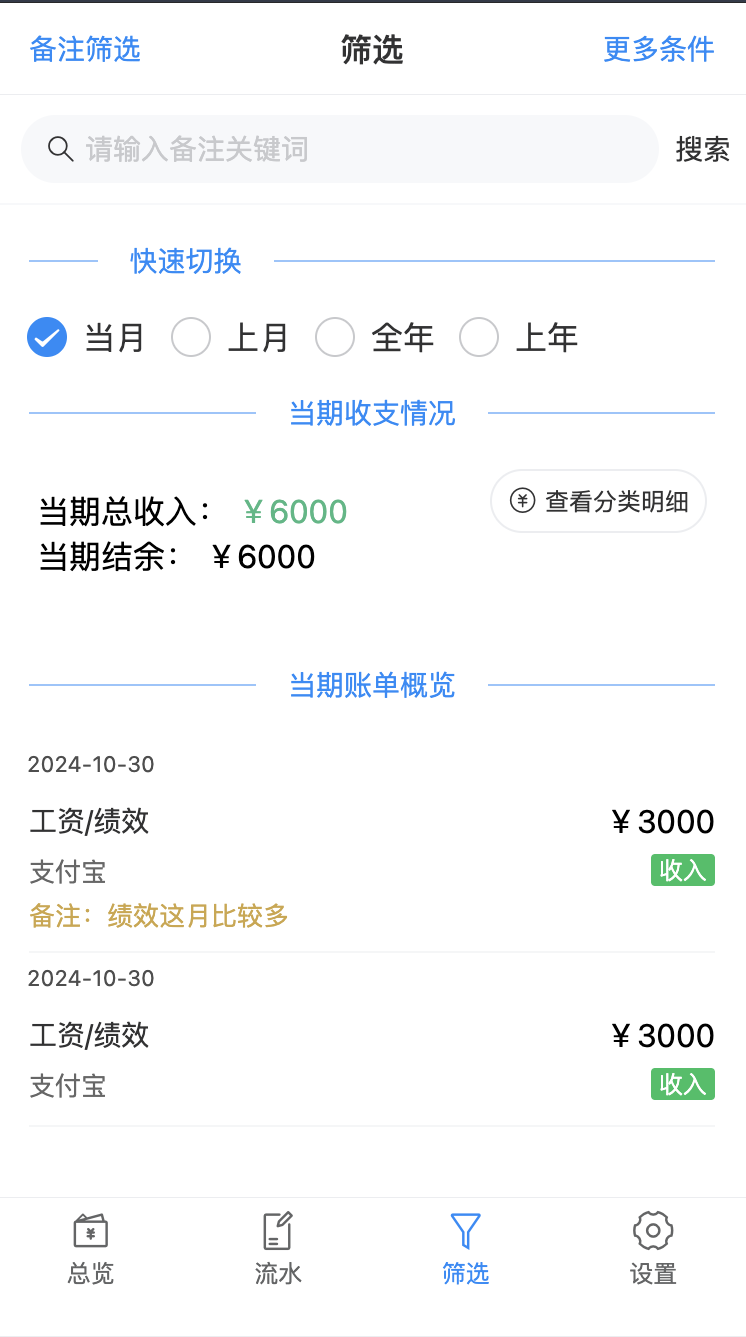 备注筛选 筛选 更多条件
请输入备注关键词 搜索
快速切换
当月 上月 全年 上年
当期收支情况
当期总收入： ￥6000 查看分类明细
当期结余： ￥6000
当期账单概览
2024-10-30
工资/绩效 ￥3000
支付宝 收入
备注：绩效这月比较多
2024-10-30
工资/绩效 ￥3000
支付宝 收入
总览 流水 筛选 设置